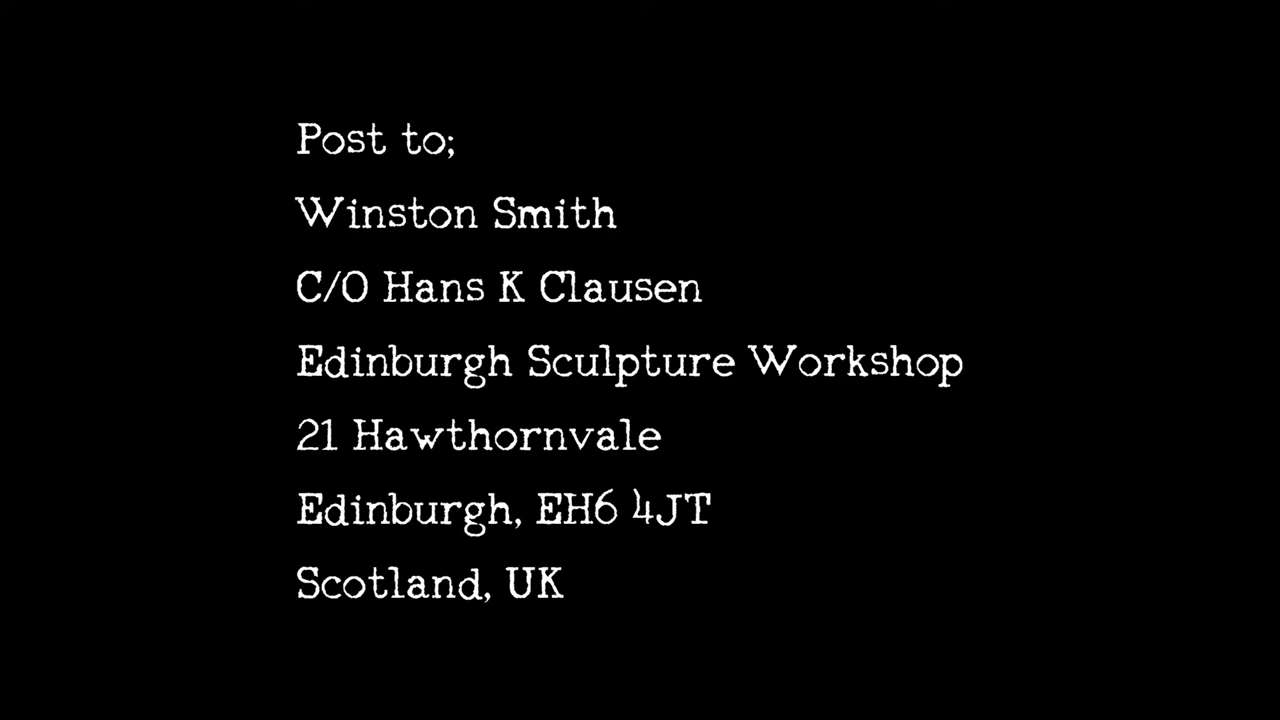 Post to;
Winston Smith
C/O Hans K Clausen
Edinburgh Sculpture Workshop
21 Hawthornvale
Edinburgh, EH6 4JT
Scotland, UK